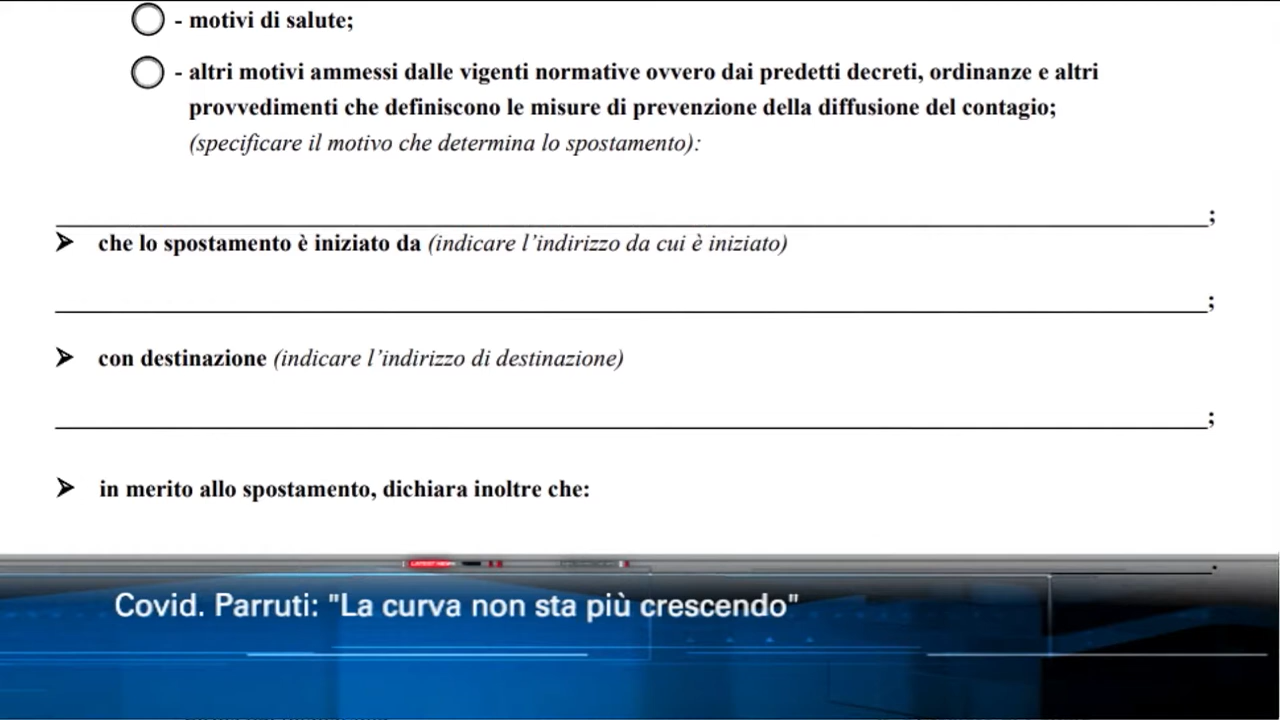 - motivi di salute;
- altri motivi ammessi dalle vigenti normative ovvero dai predetti decreti, ordinanze e altri
provvedimenti che definiscono le misure di prevenzione della diffusione del contagio;
(specificare il motivo che determina lo spostamento):
;
➤ che lo spostamento è iniziato da (indicare l’indirizzo da cui è iniziato)
;
➤ con destinazione (indicare l’indirizzo di destinazione)
;
➤ in merito allo spostamento, dichiara inoltre che:
LATEST NEWS
Covid. Parruti: "La curva non sta più crescendo"